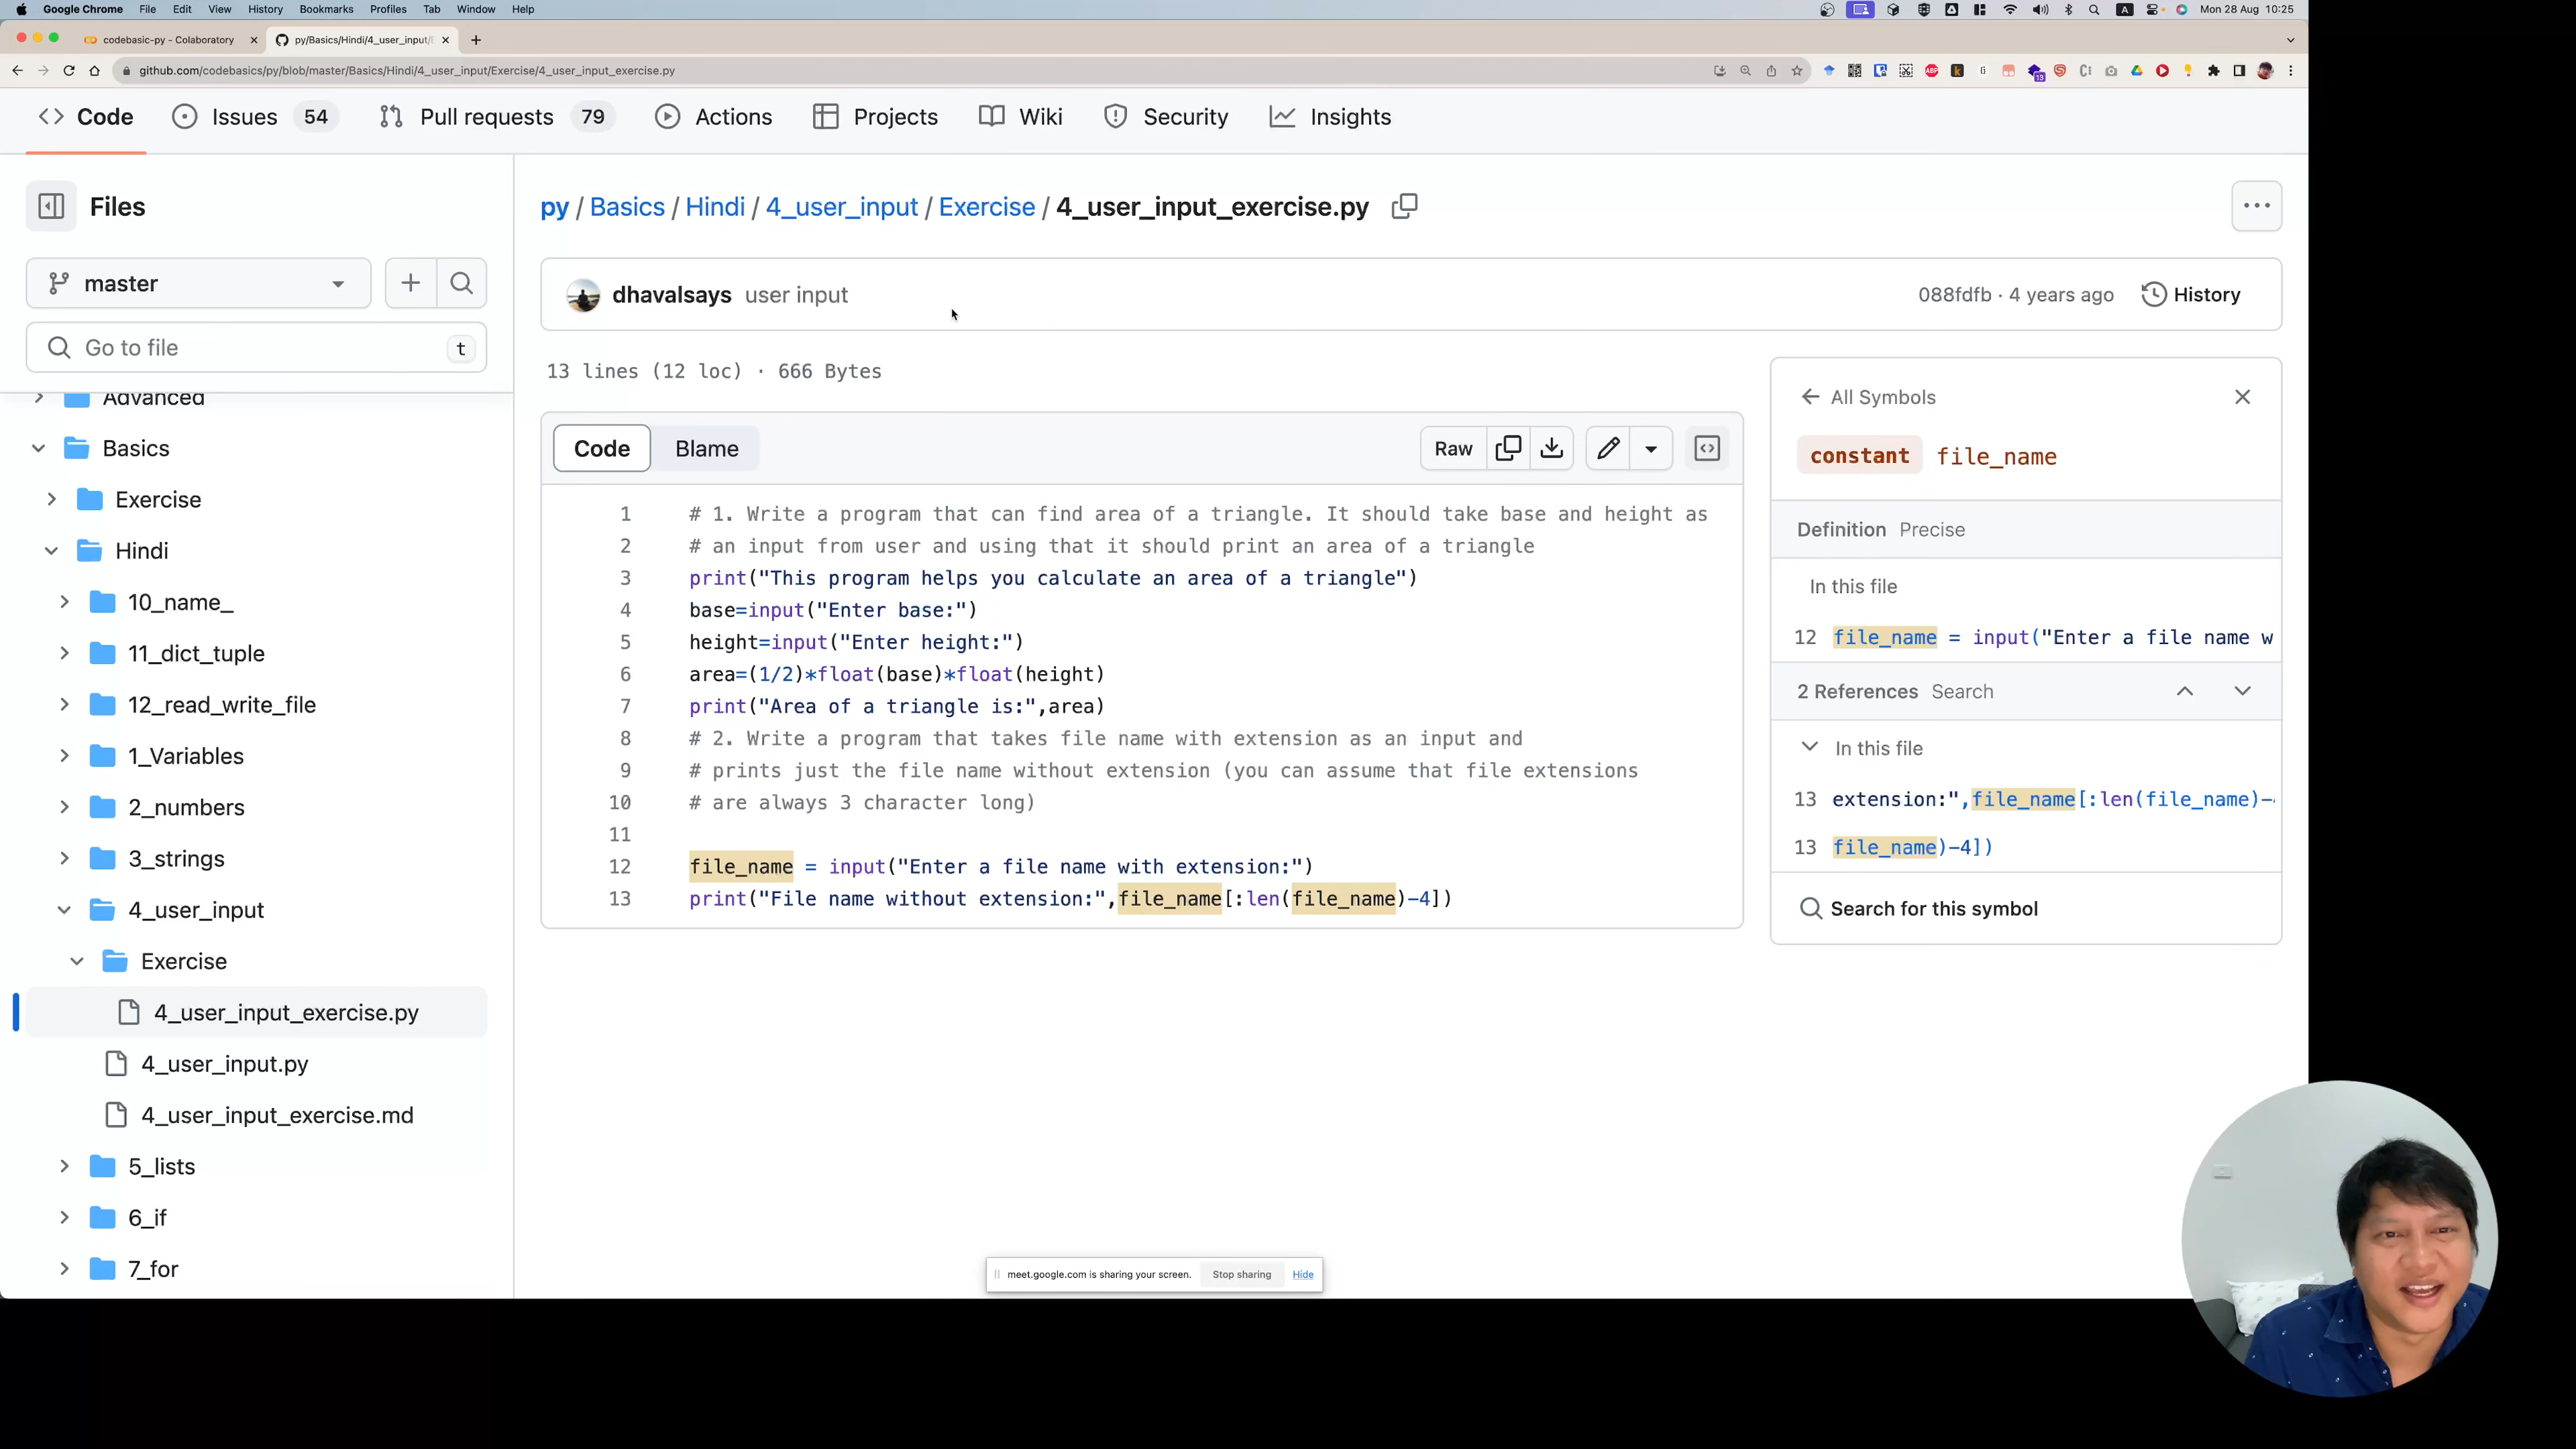 Google Chrome File Edit View History Bookmarks Profiles Tab Window Help
Mon 28 Aug 10:25
codebasic-py - Colaboratory
py/Basics/Hindi/4_user_input/E
github.com/codebasics/py/blob/master/Basics/Hindi/4_user_input/Exercise/4_user_input_exercise.py
Code Issues 54 Pull requests 79 Actions Projects Wiki Security Insights
Files
master
Go to file t
Advanced
Basics
Exercise
Hindi
10_name_
11_dict_tuple
12_read_write_file
1_Variables
2_numbers
3_strings
4_user_input
Exercise
4_user_input_exercise.py
4_user_input.py
4_user_input_exercise.md
5_lists
6_if
7_for
py / Basics / Hindi / 4_user_input / Exercise / 4_user_input_exercise.py
dhavalsays user input
088fdfb · 4 years ago History
13 lines (12 loc) · 666 Bytes
Code Blame
Raw
1 # 1. Write a program that can find area of a triangle. It should take base and height as
2 # an input from user and using that it should print an area of a triangle
3 print("This program helps you calculate an area of a triangle")
4 base=input("Enter base:")
5 height=input("Enter height:")
6 area=(1/2)*float(base)*float(height)
7 print("Area of a triangle is:",area)
8 # 2. Write a program that takes file name with extension as an input and
9 # prints just the file name without extension (you can assume that file extensions
10 # are always 3 character long)
11
12 file_name = input("Enter a file name with extension:")
13 print("File name without extension:",file_name[:len(file_name)-4])
All Symbols
constant file_name
Definition Precise
In this file
12 file_name = input("Enter a file name w
2 References Search
In this file
13 extension:",file_name[:len(file_name)-
13 file_name)-4])
Search for this symbol
meet.google.com is sharing your screen. Stop sharing Hide